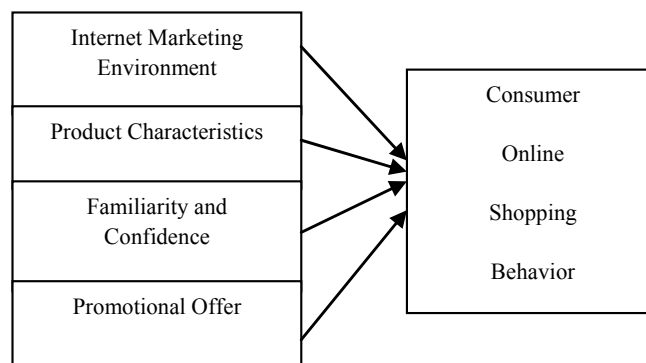 Internet Marketing
Environment
Product Characteristics
Familiarity and
Confidence
Promotional Offer
Consumer
Online
Shopping
Behavior